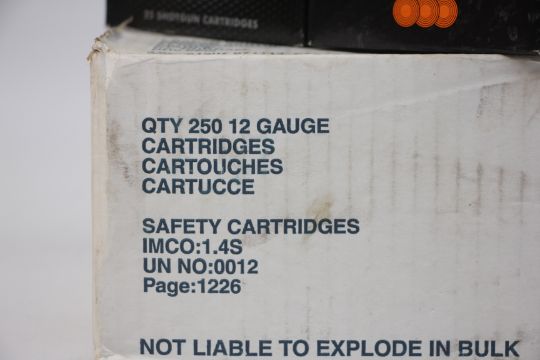 25 SHOTGUN CARTRIDGES
QTY 250 12 GAUGE
CARTRIDGES
CARTOUCHES
CARTUCCE
SAFETY CARTRIDGES
IMCO:1.4S
UN NO:0012
Page:1226
NOT LIABLE TO EXPLODE IN BULK